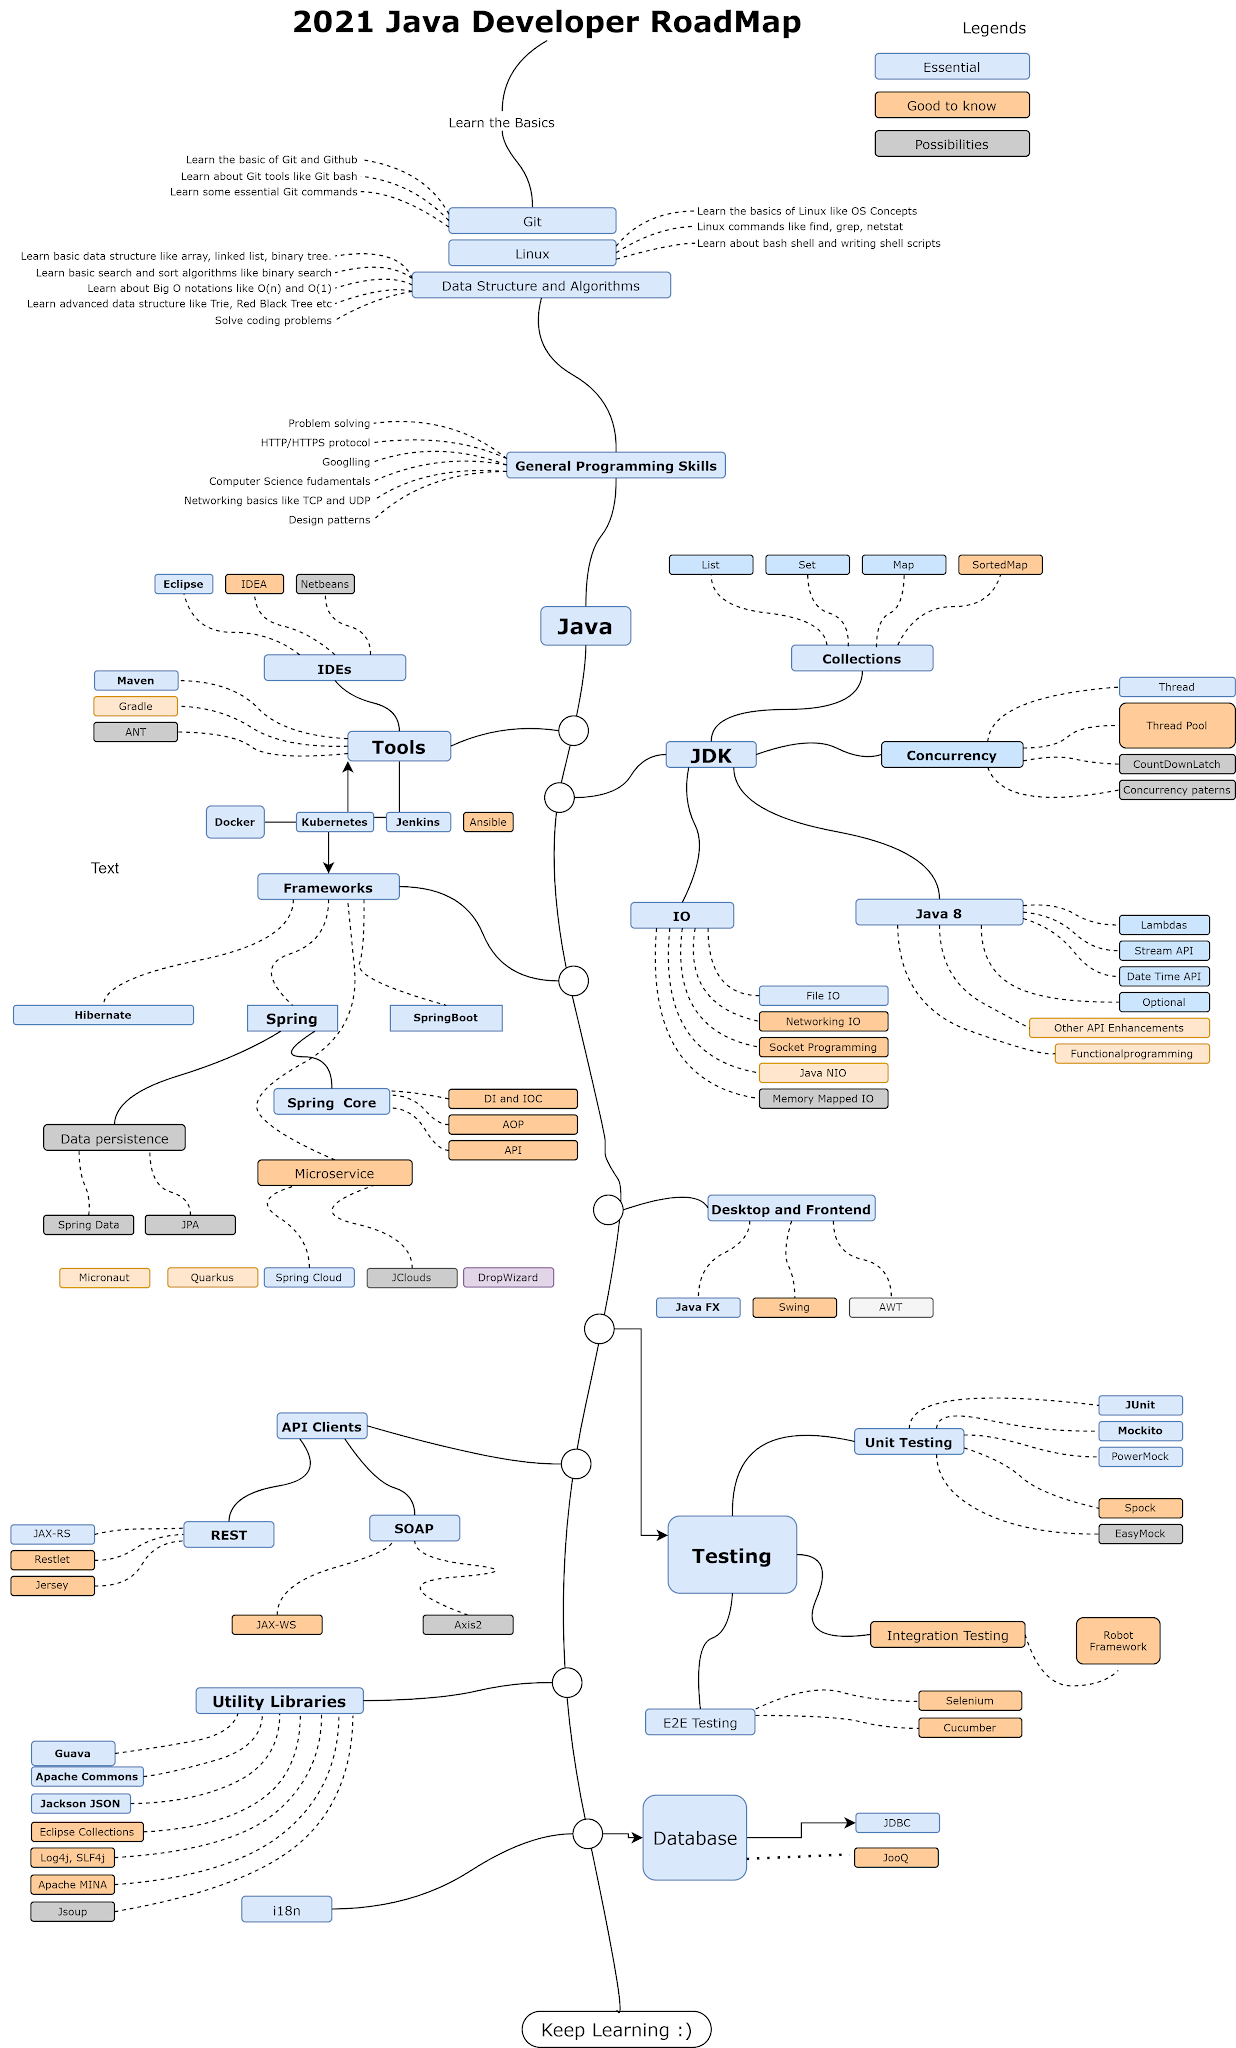 2021 Java Developer RoadMap
Legends
Essential
Good to know
Possibilities
Learn the Basics
Learn the basic of Git and Github
Learn about Git tools like Git bash
Learn some essential Git commands
Git
Linux
Learn the basics of Linux like OS Concepts
Linux commands like find, grep, netstat
Learn about bash shell and writing shell scripts
Learn basic data structure like array, linked list, binary tree.
Learn basic search and sort algorithms like binary search
Learn about Big O notations like O(n) and O(1)
Learn advanced data structure like Trie, Red Black Tree etc
Solve coding problems
Data Structure and Algorithms
Problem solving
HTTP/HTTPS protocol
Googlling
Computer Science fudamentals
Networking basics like TCP and UDP
Design patterns
General Programming Skills
Java
Eclipse
IDEA
Netbeans
IDEs
Maven
Gradle
ANT
Tools
Docker
Kubernetes
Jenkins
Ansible
List
Set
Map
SortedMap
Collections
JDK
Concurrency
Thread
Thread Pool
CountDownLatch
Concurrency paterns
Text
Frameworks
IO
Java 8
Lambdas
Stream API
Date Time API
Optional
Other API Enhancements
Functionalprogramming
File IO
Networking IO
Socket Programming
Java NIO
Memory Mapped IO
Hibernate
Spring
SpringBoot
Spring Core
DI and IOC
AOP
API
Data persistence
Microservice
Spring Data
JPA
Micronaut
Quarkus
Spring Cloud
JClouds
DropWizard
Desktop and Frontend
Java FX
Swing
AWT
API Clients
REST
SOAP
JAX-RS
Restlet
Jersey
JAX-WS
Axis2
Unit Testing
JUnit
Mockito
PowerMock
Spock
EasyMock
Testing
Integration Testing
Robot
Framework
E2E Testing
Selenium
Cucumber
Utility Libraries
Guava
Apache Commons
Jackson JSON
Eclipse Collections
Log4j, SLF4j
Apache MINA
Jsoup
Database
JDBC
JooQ
i18n
Keep Learning :)